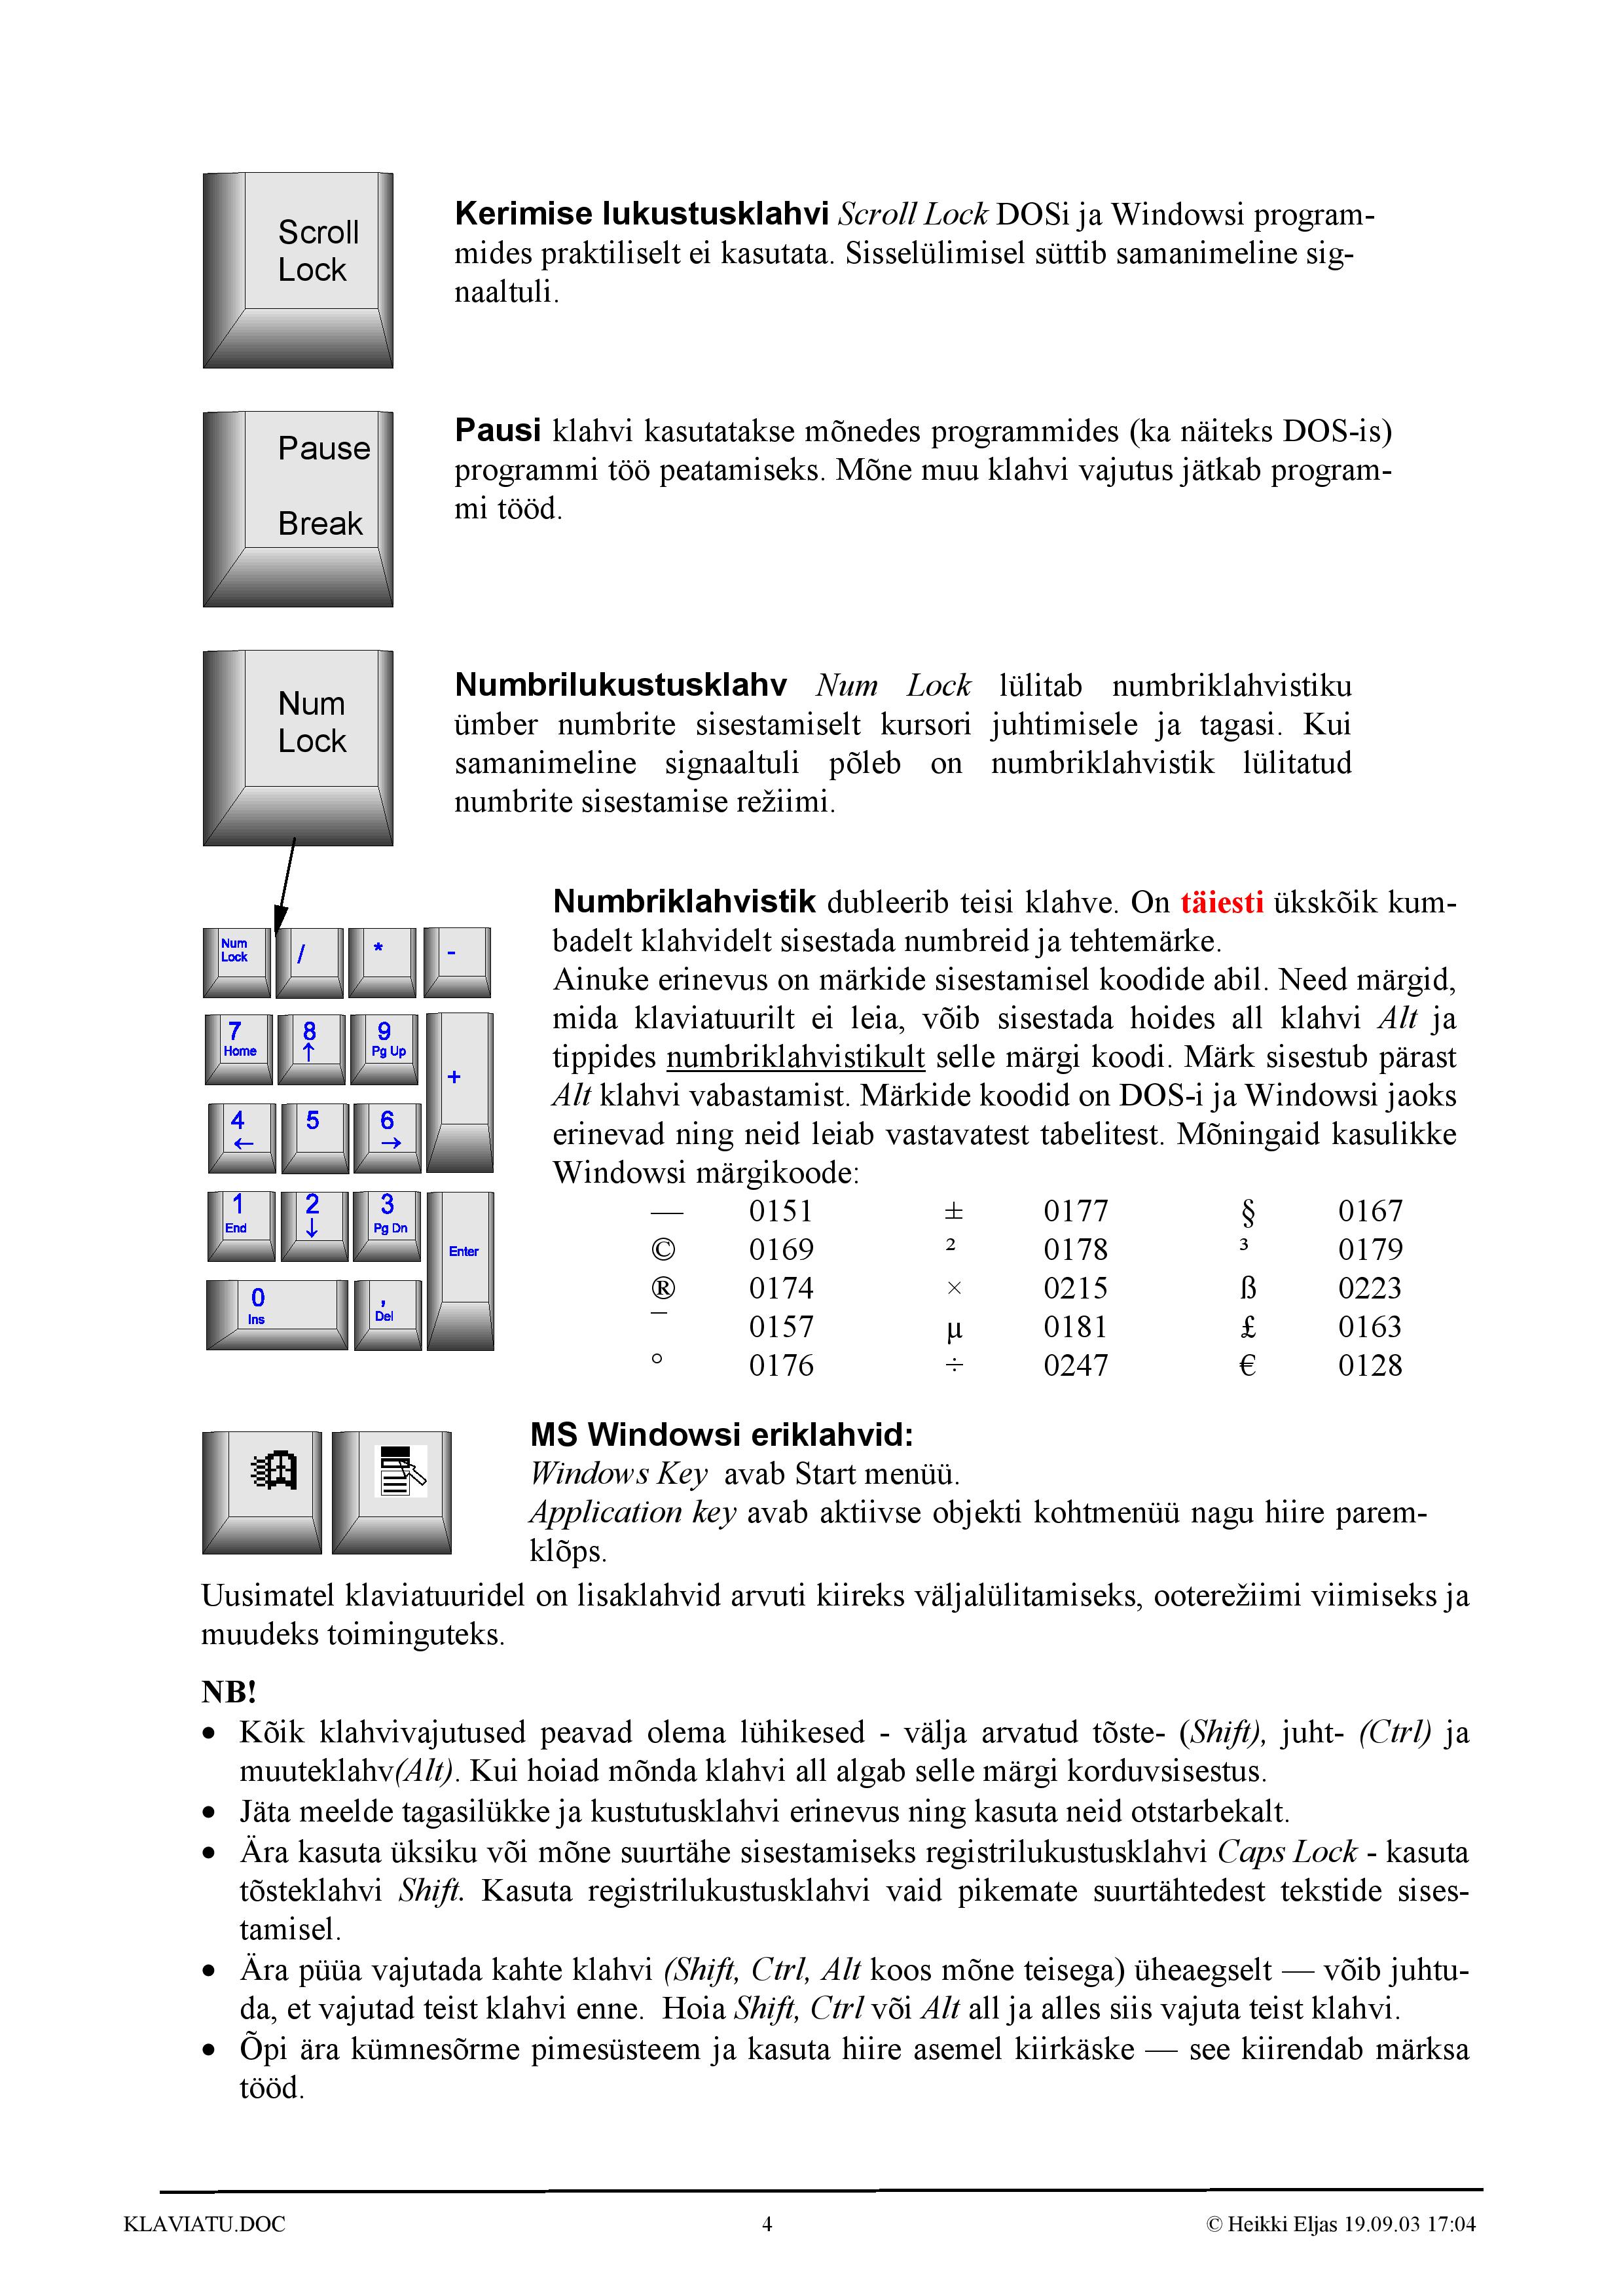 Scroll
Lock
Kerimise lukustusklahvi Scroll Lock DOSi ja Windowsi program-
mides praktiliselt ei kasutata. Sisselülimisel süttib samanimeline sig-
naaltuli.
Pause
Break
Pausi klahvi kasutatakse mõnedes programmides (ka näiteks DOS-is)
programmi töö peatamiseks. Mõne muu klahvi vajutus jätkab program-
mi tööd.
Num
Lock
Numbrilukustusklahv Num Lock lülitab numbriklahvistiku
ümber numbrite sisestamiselt kursori juhtimisele ja tagasi. Kui
samanimeline signaaltuli põleb on numbriklahvistik lülitatud
numbrite sisestamise režiimi.
Num
Lock
/ * -
7 8 9
Home ↑ Pg Up
+
4 5 6
← →
1 2 3
End ↓ Pg Dn
Enter
0 ,
Ins Del
Numbriklahvistik dubleerib teisi klahve. On täiesti ükskõik kum-
badelt klahvidelt sisestada numbreid ja tehtemärke.
Ainuke erinevus on märkide sisestamisel koodide abil. Need märgid,
mida klaviatuurilt ei leia, võib sisestada hoides all klahvi Alt ja
tippides numbriklahvistikult selle märgi koodi. Märk sisestub pärast
Alt klahvi vabastamist. Märkide koodid on DOS-i ja Windowsi jaoks
erinevad ning neid leiab vastavatest tabelitest. Mõningaid kasulikke
Windowsi märgikoode:
— 0151 ± 0177 § 0167
© 0169 ² 0178 ³ 0179
® 0174 × 0215 ß 0223
¯ 0157 µ 0181 £ 0163
° 0176 ÷ 0247 € 0128
MS Windowsi eriklahvid:
Windows Key avab Start menüü.
Application key avab aktiivse objekti kohtmenüü nagu hiire parem-
klõps.
Uusimatel klaviatuuridel on lisaklahvid arvuti kiireks väljalülitamiseks, ooterežiimi viimiseks ja
muudeks toiminguteks.
NB!
• Kõik klahvivajutused peavad olema lühikesed - välja arvatud tõste- (Shift), juht- (Ctrl) ja
muuteklahv(Alt). Kui hoiad mõnda klahvi all algab selle märgi korduvsisestus.
• Jäta meelde tagasilükke ja kustutusklahvi erinevus ning kasuta neid otstarbekalt.
• Ära kasuta üksiku või mõne suurtähe sisestamiseks registrilukustusklahvi Caps Lock - kasuta
tõsteklahvi Shift. Kasuta registrilukustusklahvi vaid pikemate suurtähtedest tekstide sises-
tamisel.
• Ära püüa vajutada kahte klahvi (Shift, Ctrl, Alt koos mõne teisega) üheaegselt — võib juhtu-
da, et vajutad teist klahvi enne. Hoia Shift, Ctrl või Alt all ja alles siis vajuta teist klahvi.
• Õpi ära kümnesõrme pimesüsteem ja kasuta hiire asemel kiirkäske — see kiirendab märksa
tööd.
KLAVIATU.DOC 4 © Heikki Eljas 19.09.03 17:04